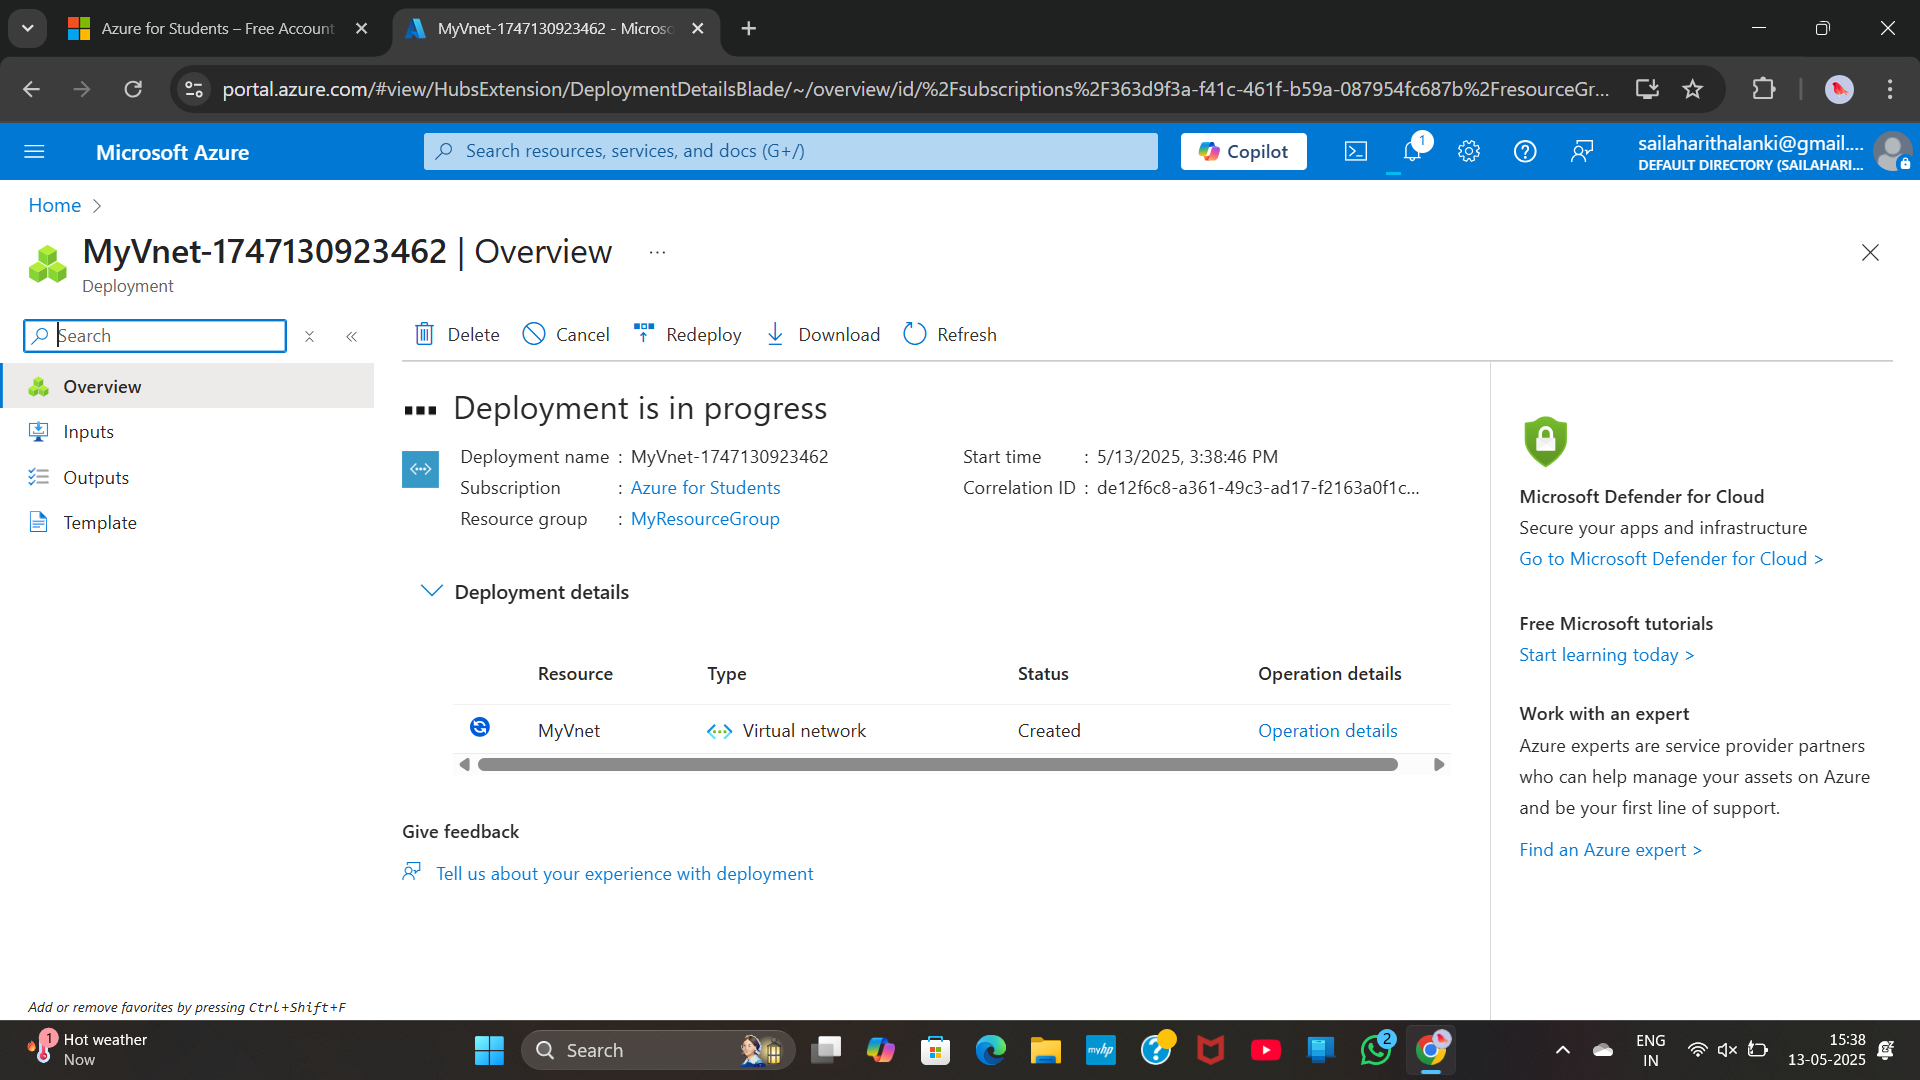 Azure for Students – Free Account
MyVnet-1747130923462 - Microso
portal.azure.com/#view/HubsExtension/DeploymentDetailsBlade/~/overview/id/%2Fsubscriptions%2F363d9f3a-f41c-461f-b59a-087954fc687b%2FresourceGr...
Microsoft Azure
Search resources, services, and docs (G+/)
Copilot
1
sailaharithalanki@gmail....
DEFAULT DIRECTORY (SAILAHARI...
Home
MyVnet-1747130923462 | Overview ...
Deployment
Search
Delete
Cancel
Redeploy
Download
Refresh
Overview
Inputs
Outputs
Template
Deployment is in progress
Deployment name : MyVnet-1747130923462
Subscription : Azure for Students
Resource group : MyResourceGroup
Start time : 5/13/2025, 3:38:46 PM
Correlation ID : de12f6c8-a361-49c3-ad17-f2163a0f1c...
Deployment details
Resource Type Status Operation details
MyVnet Virtual network Created Operation details
Give feedback
Tell us about your experience with deployment
Microsoft Defender for Cloud
Secure your apps and infrastructure
Go to Microsoft Defender for Cloud >
Free Microsoft tutorials
Start learning today >
Work with an expert
Azure experts are service provider partners
who can help manage your assets on Azure
and be your first line of support.
Find an Azure expert >
Add or remove favorites by pressing Ctrl+Shift+F
1
Hot weather
Now
Search
myhp
2
ENG
IN
15:38
13-05-2025